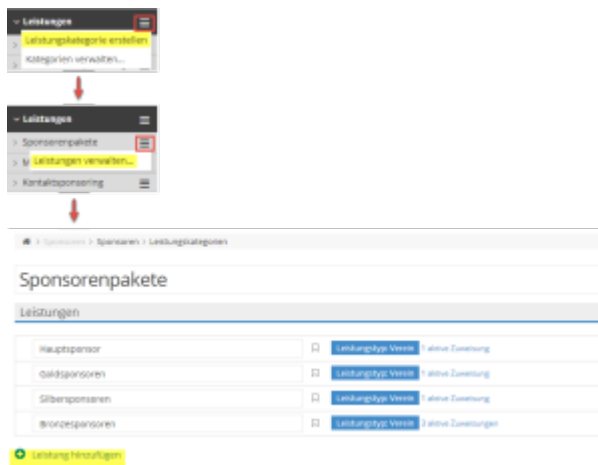 Leistungen
Leistungskategorie erstellen
Kategorien verwalten...
Leistungen
Sponsorenpakete
M Leistungen verwalten...
Kontaktsponsoring
> Sponsoren > Sponsoren > Leistungskategorien
Sponsorenpakete
Leistungen
Hauptsponsor Leistungstyp: Verein 1 aktive Zuweisung
Goldsponsoren Leistungstyp: Verein 1 aktive Zuweisung
Silbersponsoren Leistungstyp: Verein 1 aktive Zuweisung
Bronzesponsoren Leistungstyp: Verein 3 aktive Zuweisungen
Leistung hinzufügen